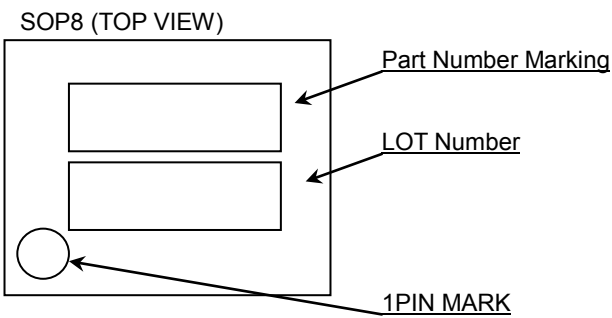 SOP8 (TOP VIEW)
Part Number Marking
LOT Number
1PIN MARK